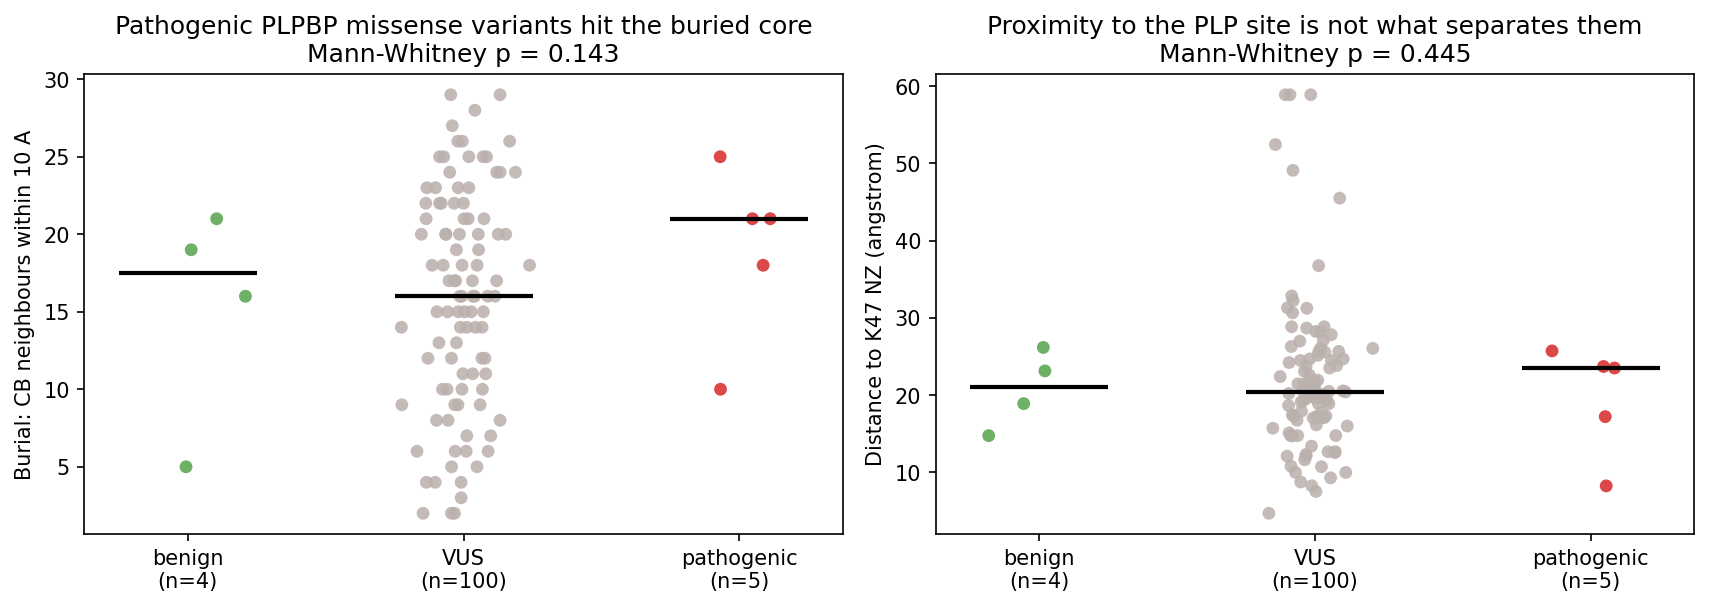 Pathogenic PLPBP missense variants hit the buried core
Mann-Whitney p = 0.143
Burial: CB neighbours within 10 A
30
25
20
15
10
5
benign
(n=4)
VUS
(n=100)
pathogenic
(n=5)
Proximity to the PLP site is not what separates them
Mann-Whitney p = 0.445
Distance to K47 NZ (angstrom)
60
50
40
30
20
10
benign
(n=4)
VUS
(n=100)
pathogenic
(n=5)